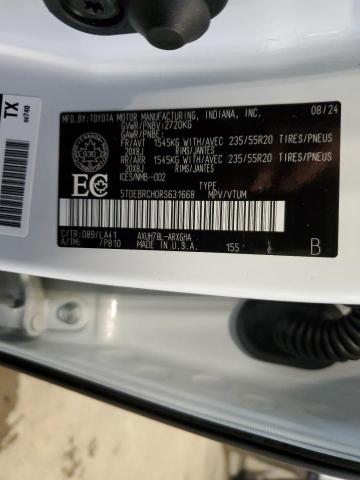 TX
MFD.BY:TOYOTA MOTOR MANUFACTURING, INDIANA, INC. 08/24
GVWR/PNBV:2720KG
GAWR/PNBE:
FR/AVT 1545KG WITH/AVEC 235/55R20 TIRES/PNEUS
20X8J RIMS/JANTES
RR/ARR 1545KG WITH/AVEC 235/55R20 TIRES/PNEUS
20X8J RIMS/JANTES
ICES/NMB-002
EC
TYPE
5TDEBRCH0RS631668 MPV/VTUM
C/TR:089/LA41 AXUH78L-ARXGHA
A/TM: /P810 MADE IN U.S.A. 155 B